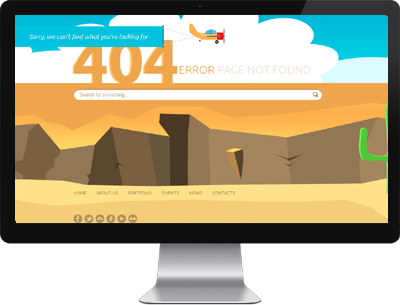 Sorry, we can't find what you're looking for
404 ERROR PAGE NOT FOUND
Search for something...
HOME ABOUT US PORTFOLIO EVENTS NEWS CONTACTS